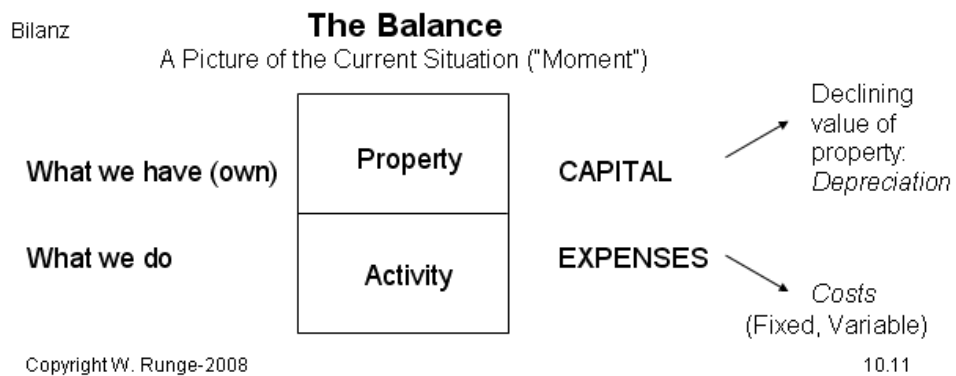 Bilanz
The Balance
A Picture of the Current Situation ("Moment")
What we have (own)
Property
CAPITAL
Declining
value of
property:
Depreciation
What we do
Activity
EXPENSES
Costs
(Fixed, Variable)
Copyright W. Runge-2008
10.11